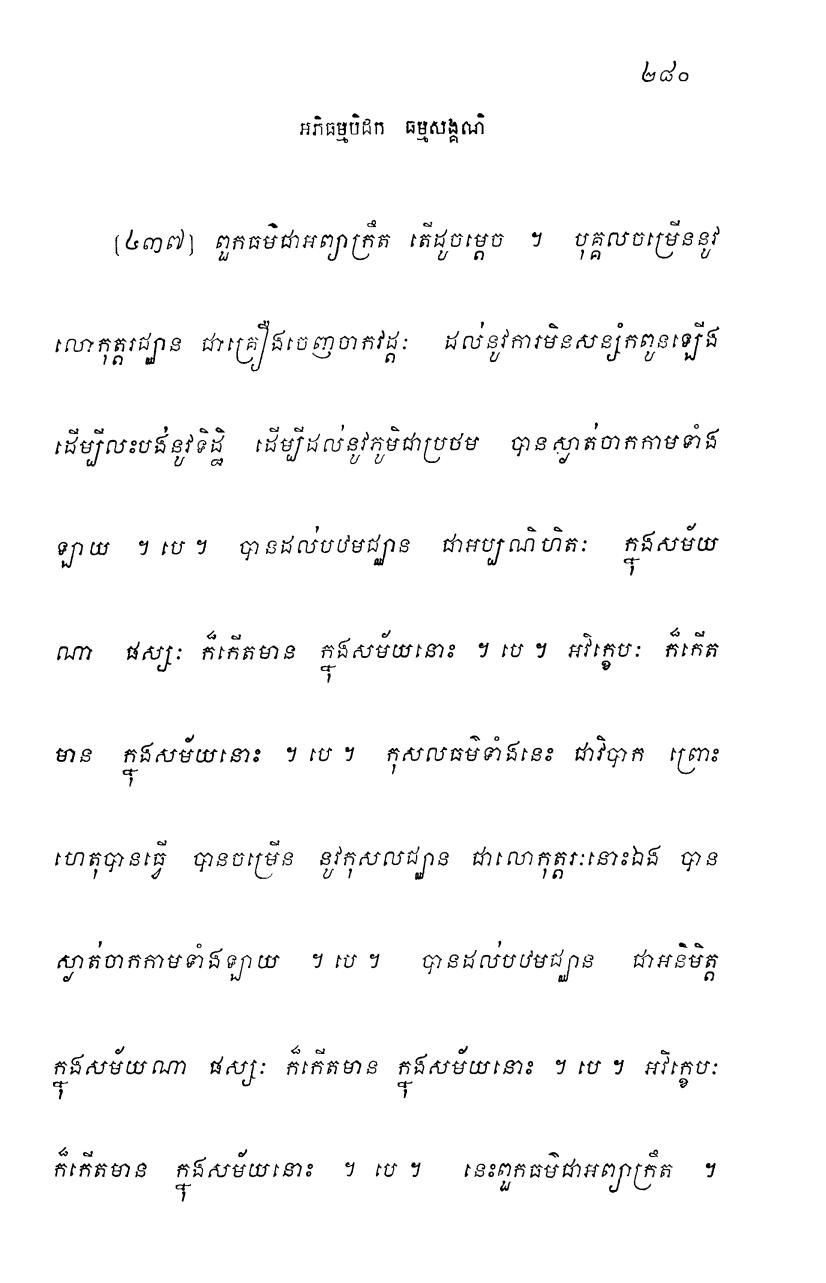 ២៨០
អភិធម្មបិដក ធម្មសង្គណិ
[៤៣៧] ពួកធម៌ជាអព្យាក្រឹត តើដូចម្តេច ។ បុគ្គលចម្រើននូវ
លោកុត្តរជ្ឈាន ជាគ្រឿងចេញចាកវដ្តៈ ដល់នូវការមិនសន្សំកពូនឡើង
ដើម្បីលះបង់នូវទិដ្ឋិ ដើម្បីដល់នូវភូមិជាប្រថម បានស្ងាត់ចាកកាមទាំង
ឡាយ ។ បេ ។ បានដល់បឋមជ្ឈាន ជាអប្បណិហិតៈ ក្នុងសម័យ
ណា ផស្សៈ ក៏កើតមាន ក្នុងសម័យនោះ ។ បេ ។ អវិក្ខេបៈ ក៏កើត
មាន ក្នុងសម័យនោះ ។ បេ ។ កុសលធម៌ទាំងនេះ ជាវិបាក ព្រោះ
ហេតុបានធ្វើ បានចម្រើន នូវកុសលជ្ឈាន ជាលោកុត្តរៈនោះឯង បាន
ស្ងាត់ចាកកាមទាំងឡាយ ។ បេ ។ បានដល់បឋមជ្ឈាន ជាអនិមិត្ត
ក្នុងសម័យណា ផស្សៈ ក៏កើតមាន ក្នុងសម័យនោះ ។ បេ ។ អវិក្ខេបៈ
ក៏កើតមាន ក្នុងសម័យនោះ ។ បេ ។ នេះពួកធម៌ជាអព្យាក្រឹត ។